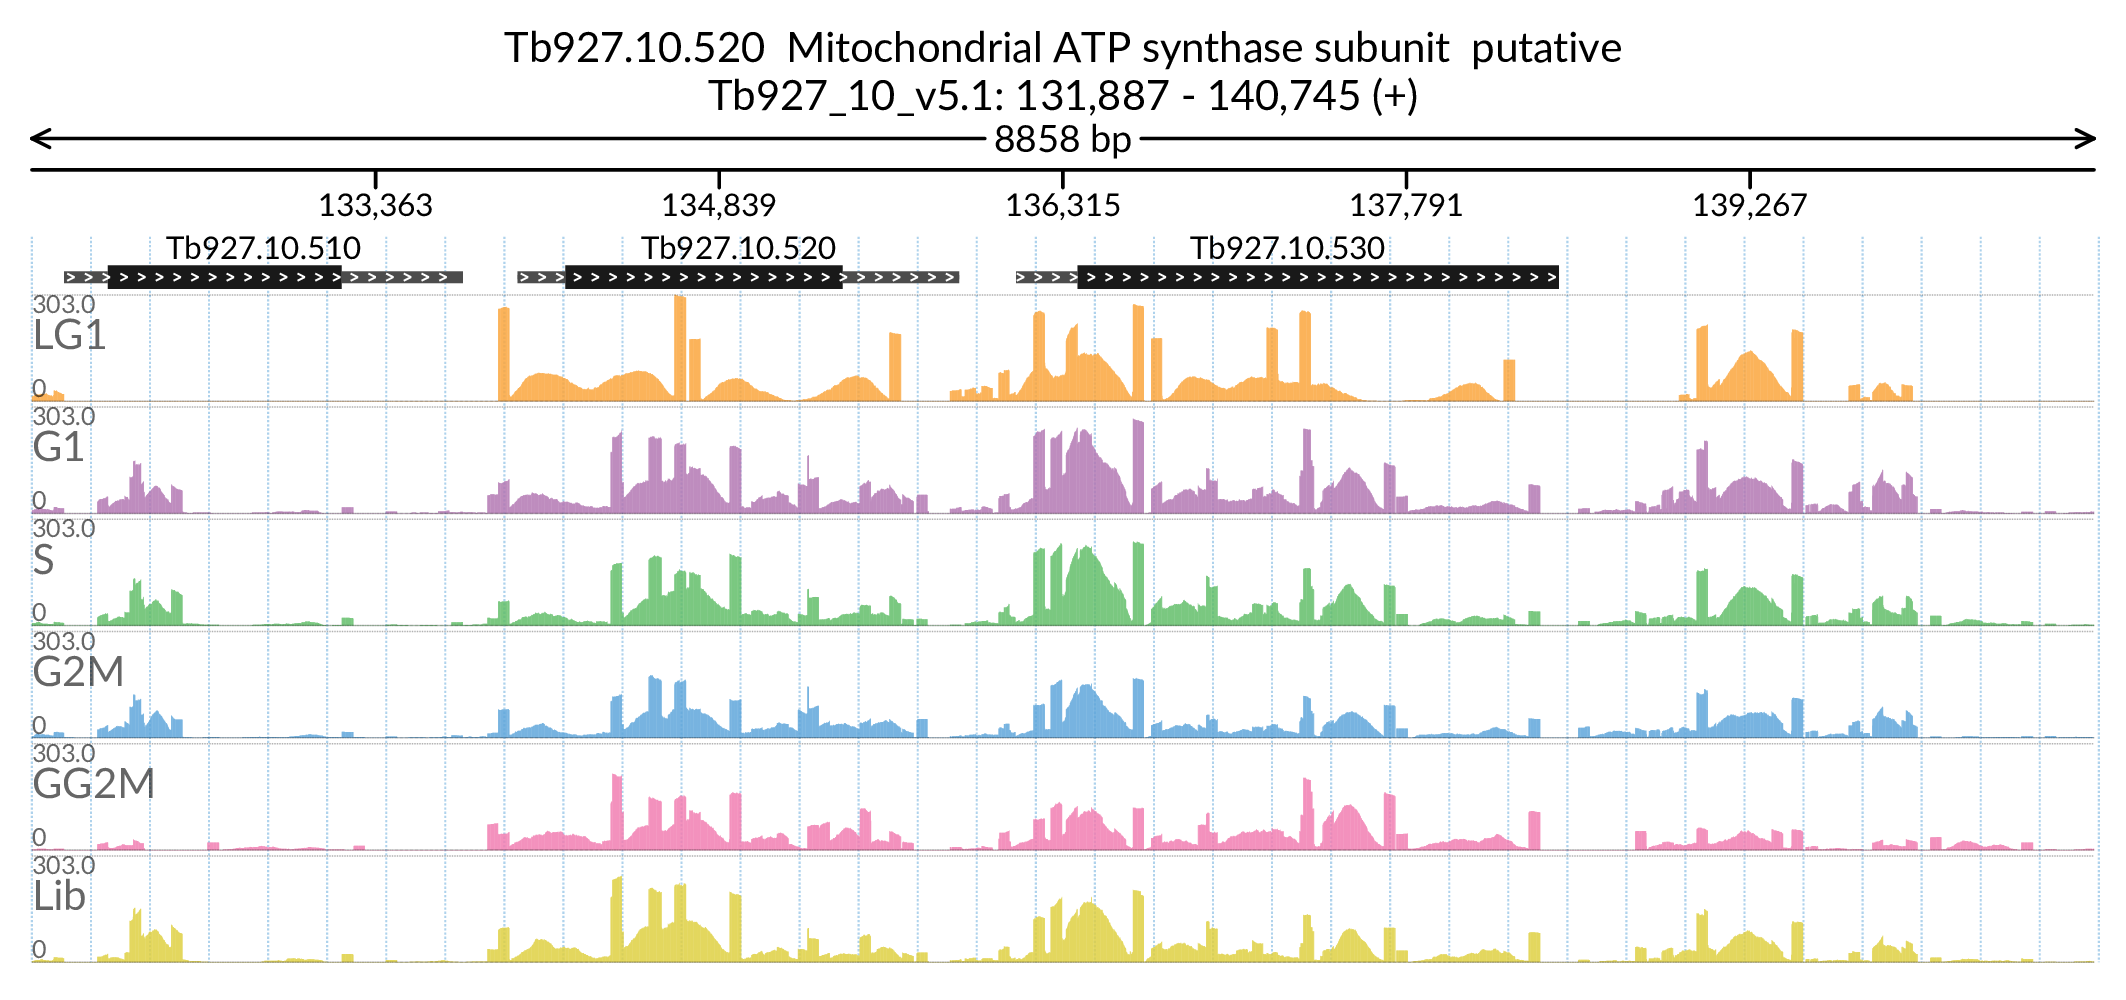 Tb927.10.520  Mitochondrial ATP synthase subunit  putative
Tb927_10_v5.1: 131,887 - 140,745 (+)
8858 bp
133,363 134,839 136,315 137,791 139,267
Tb927.10.510 Tb927.10.520 Tb927.10.530
303.0
LG1
0
303.0
G1
0
303.0
S
0
303.0
G2M
0
303.0
GG2M
0
303.0
Lib
0